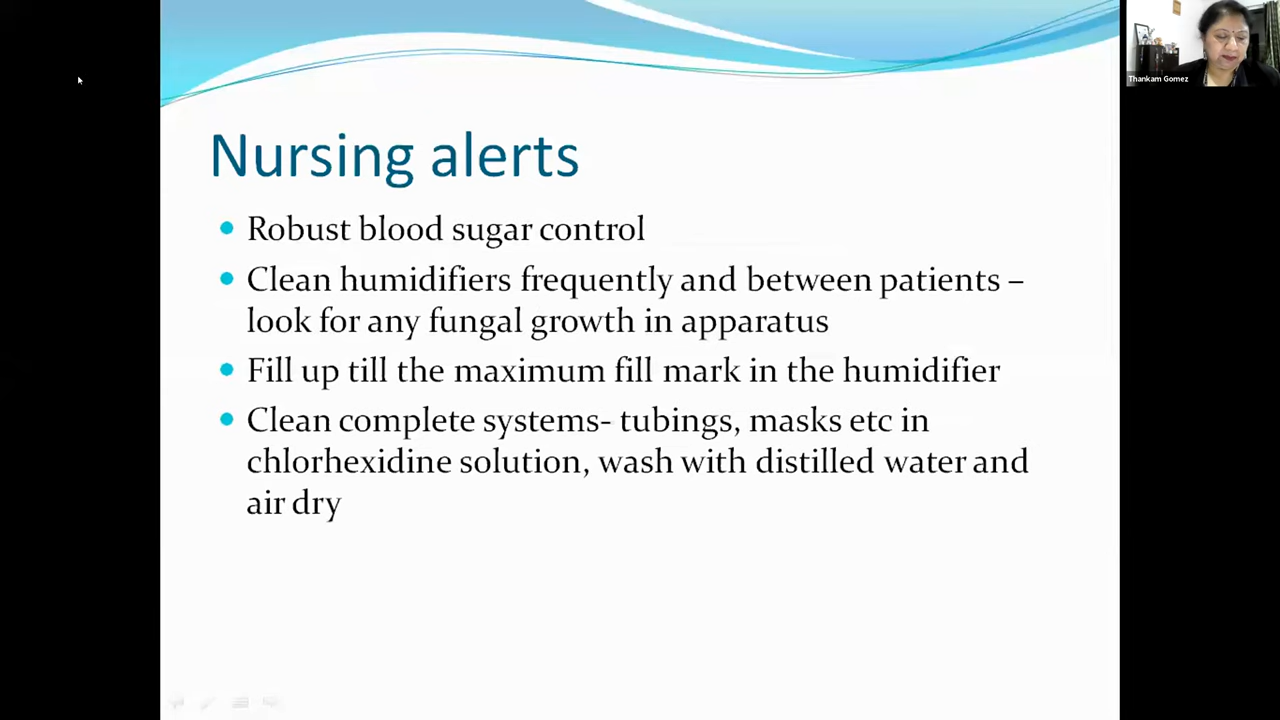 Thankam Gomez
Nursing alerts
Robust blood sugar control
Clean humidifiers frequently and between patients –
look for any fungal growth in apparatus
Fill up till the maximum fill mark in the humidifier
Clean complete systems- tubings, masks etc in
chlorhexidine solution, wash with distilled water and
air dry